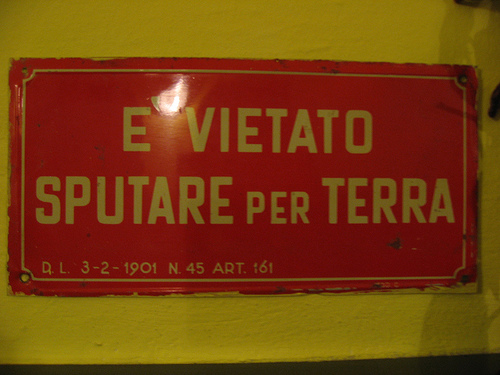 E' VIETATO
SPUTARE PER TERRA
D. L. 3-2-1901 N. 45 ART. 161